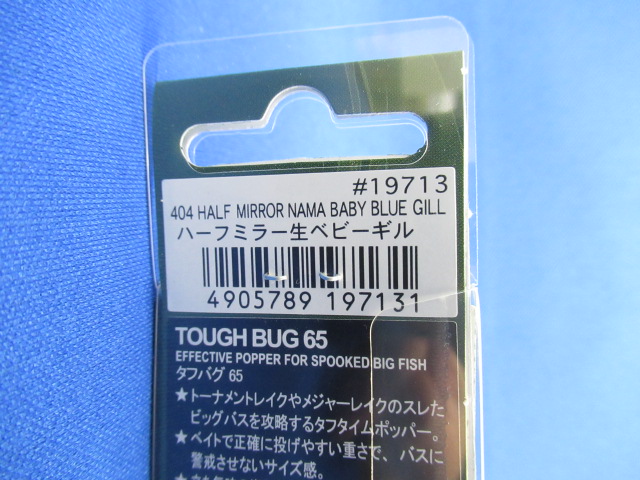 #19713
404 HALF MIRROR NAMA BABY BLUE GILL
ハーフミラー生ベビーギル
4905789 197131
TOUGH BUG 65
EFFECTIVE POPPER FOR SPOOKED BIG FISH
タフバグ 65
★トーナメントレイクやメジャーレイクのスレた
ビッグバスを攻略するタフタイムポッパー。
★ベイトで正確に投げやすい重さで、バスに
警戒させないサイズ感。